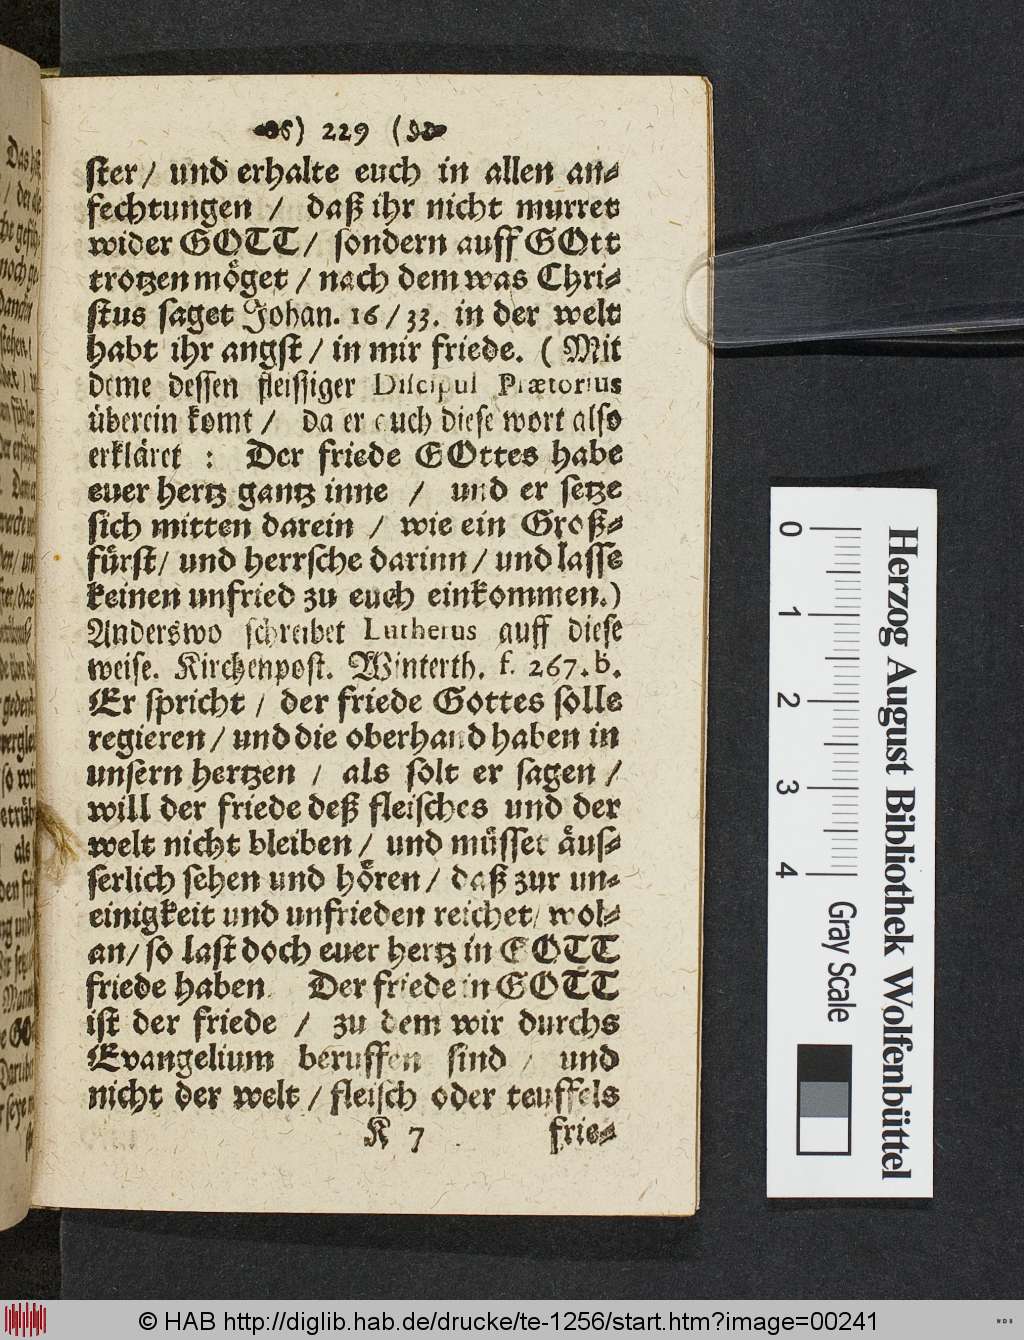 ) 229 (
ster/ und erhalte euch in allen an-
fechtungen / daß ihr nicht murret
wider GOTT/ sondern auff GOtt
trotzen möget / nach dem was Chri-
stus saget Johan. 16/33. in der welt
habt ihr angst / in mir friede. (Mit
deme dessen fleissiger Discipul Prætorius
überein komt / da er auch diese wort also
erkläret : Der friede GOttes habe
euer hertz gantz inne / und er setze
sich mitten darein / wie ein Groß-
fürst/ und herrsche darinn / und lasse
keinen unfried zu euch einkommen.)
Anderswo schreibet Lutherus auff diese
weise. Kirchenpost. Winterth. f. 267. b.
Er spricht / der friede Gottes solle
regieren / und die oberhand haben in
unsern hertzen / als solt er sagen /
will der friede deß fleisches und der
welt nicht bleiben / und müsset äus-
serlich sehen und hören / daß zur un-
einigkeit und unfrieden reichet/ wol-
an/ so last doch euer hertz in GOTT
friede haben. Der friede in GOTT
ist der friede / zu dem wir durchs
Evangelium beruffen sind / und
nicht der welt / fleisch oder teuffels
K 7 frie-
Herzog August Bibliothek Wolfenbüttel
0 1 2 3 4
Gray Scale
© HAB http://diglib.hab.de/drucke/te-1256/start.htm?image=00241